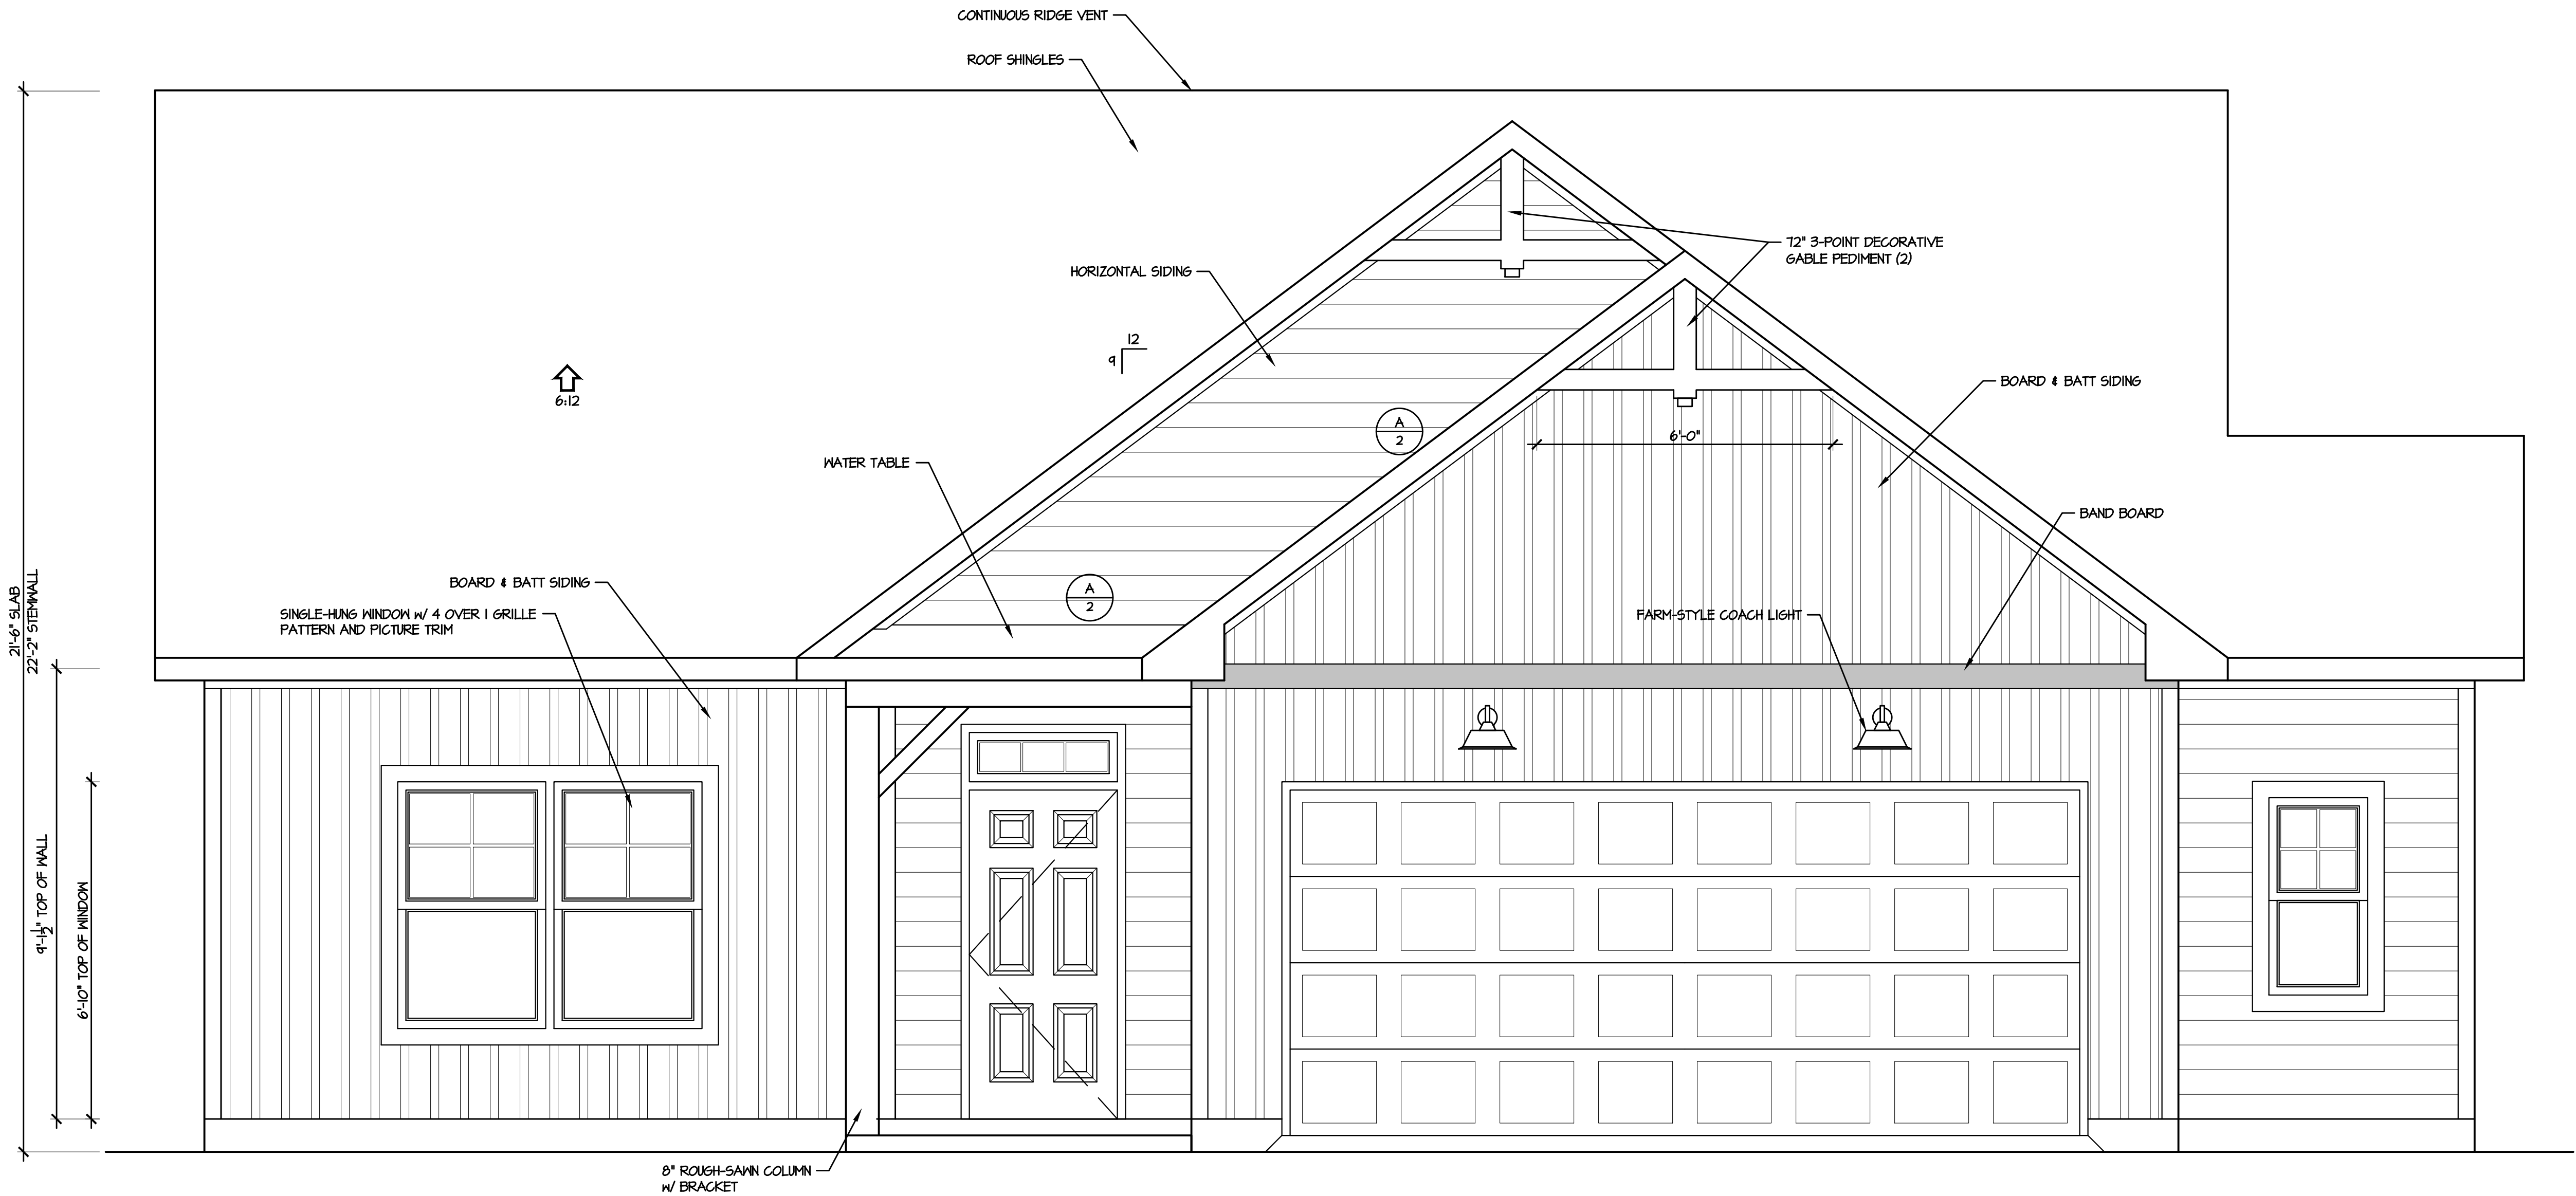 CONTINUOUS RIDGE VENT
ROOF SHINGLES
72" 3-POINT DECORATIVE
GABLE PEDIMENT (2)
HORIZONTAL SIDING
12
9
6:12
BOARD & BATT SIDING
A
2
6'-0"
WATER TABLE
BAND BOARD
BOARD & BATT SIDING
A
2
SINGLE-HUNG WINDOW w/ 4 OVER 1 GRILLE
PATTERN AND PICTURE TRIM
FARM-STYLE COACH LIGHT
21'-6" SLAB
22'-2" STEMWALL
9'-1 1/2" TOP OF WALL
6'-10" TOP OF WINDOW
8" ROUGH-SAWN COLUMN
w/ BRACKET